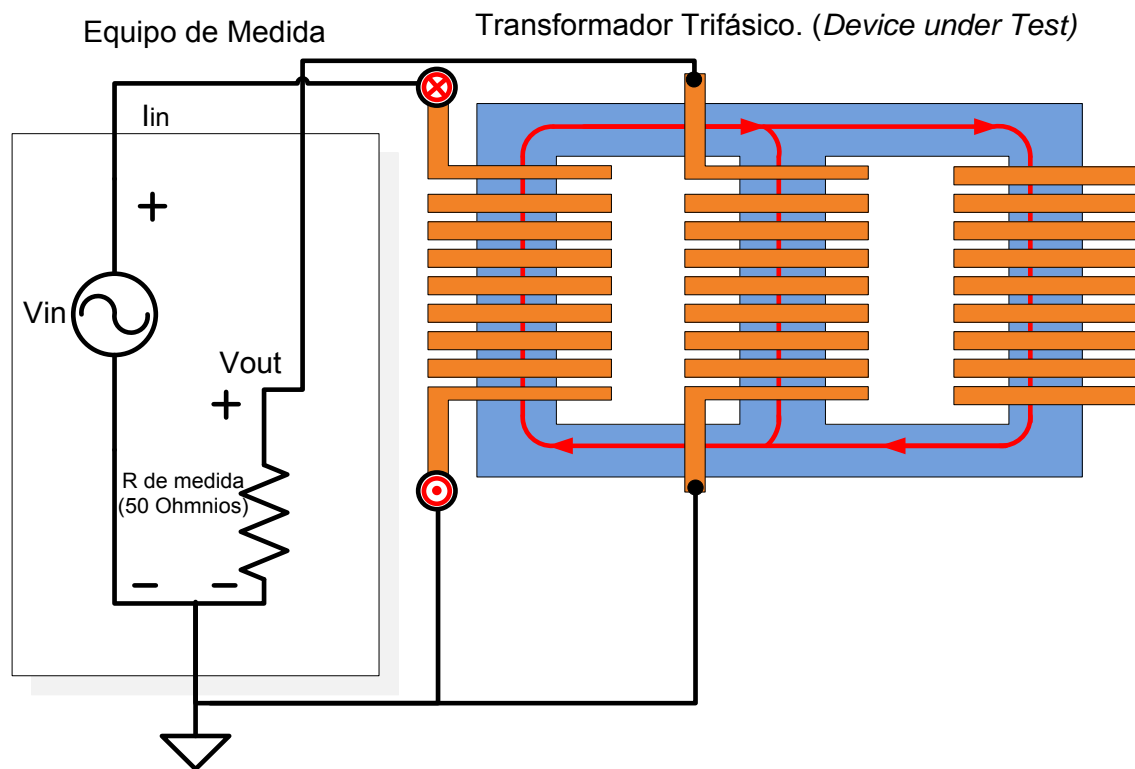 Equipo de Medida
Transformador Trifásico. (Device under Test)
Iin
+
Vin
Vout
+
R de medida
(50 Ohmnios)
− −